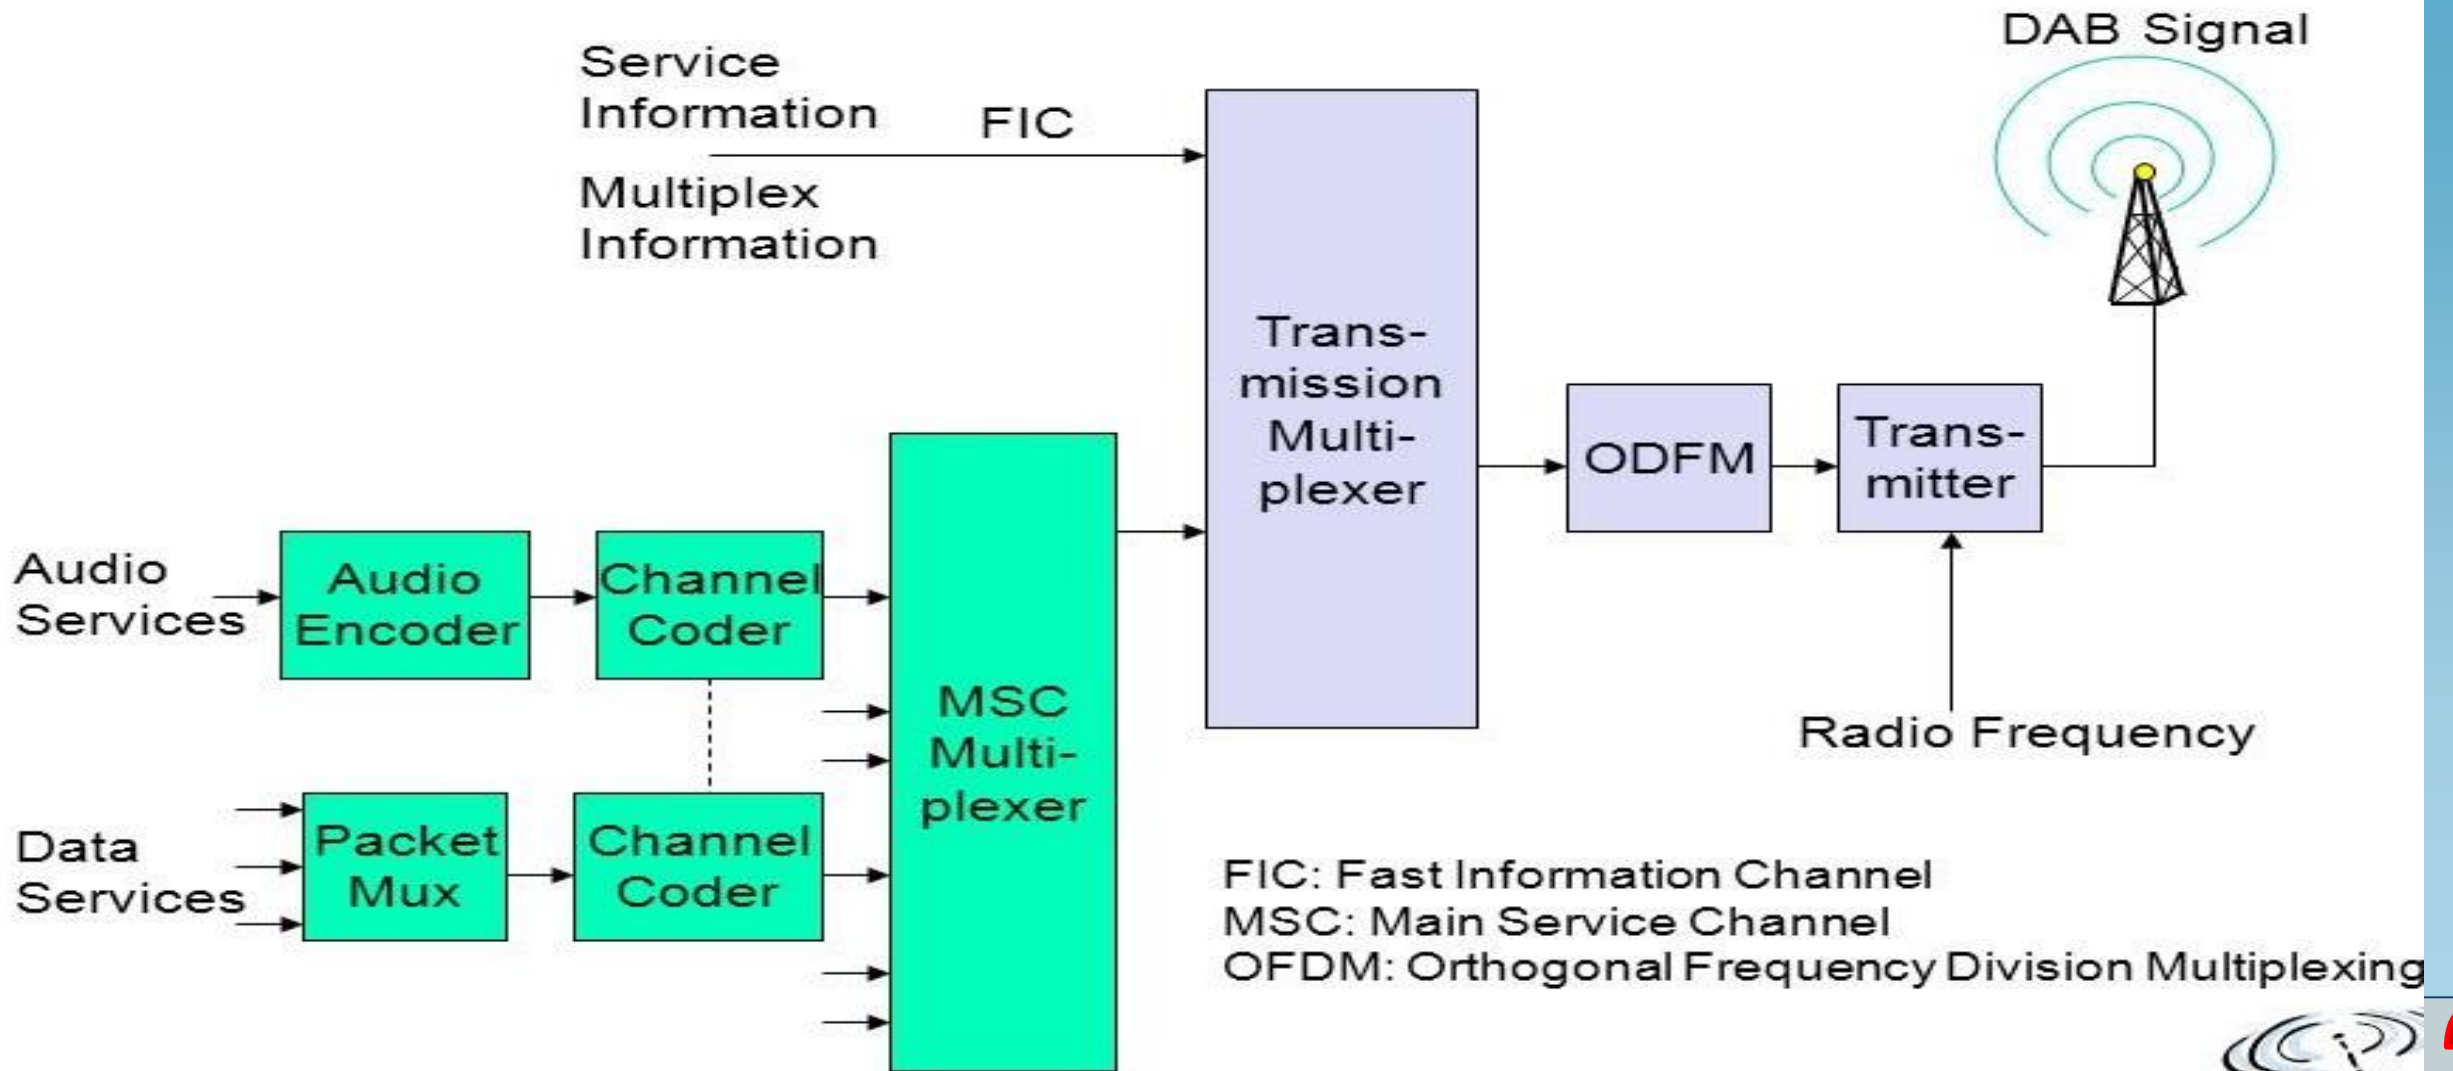 DAB Signal
Service
Information
FIC
Multiplex
Information
Trans-
mission
Multi-
plexer
ODFM
Trans-
mitter
Audio
Services
Audio
Encoder
Channel
Coder
MSC
Multi-
plexer
Radio Frequency
Data
Services
Packet
Mux
Channel
Coder
FIC: Fast Information Channel
MSC: Main Service Channel
OFDM: Orthogonal Frequency Division Multiplexing